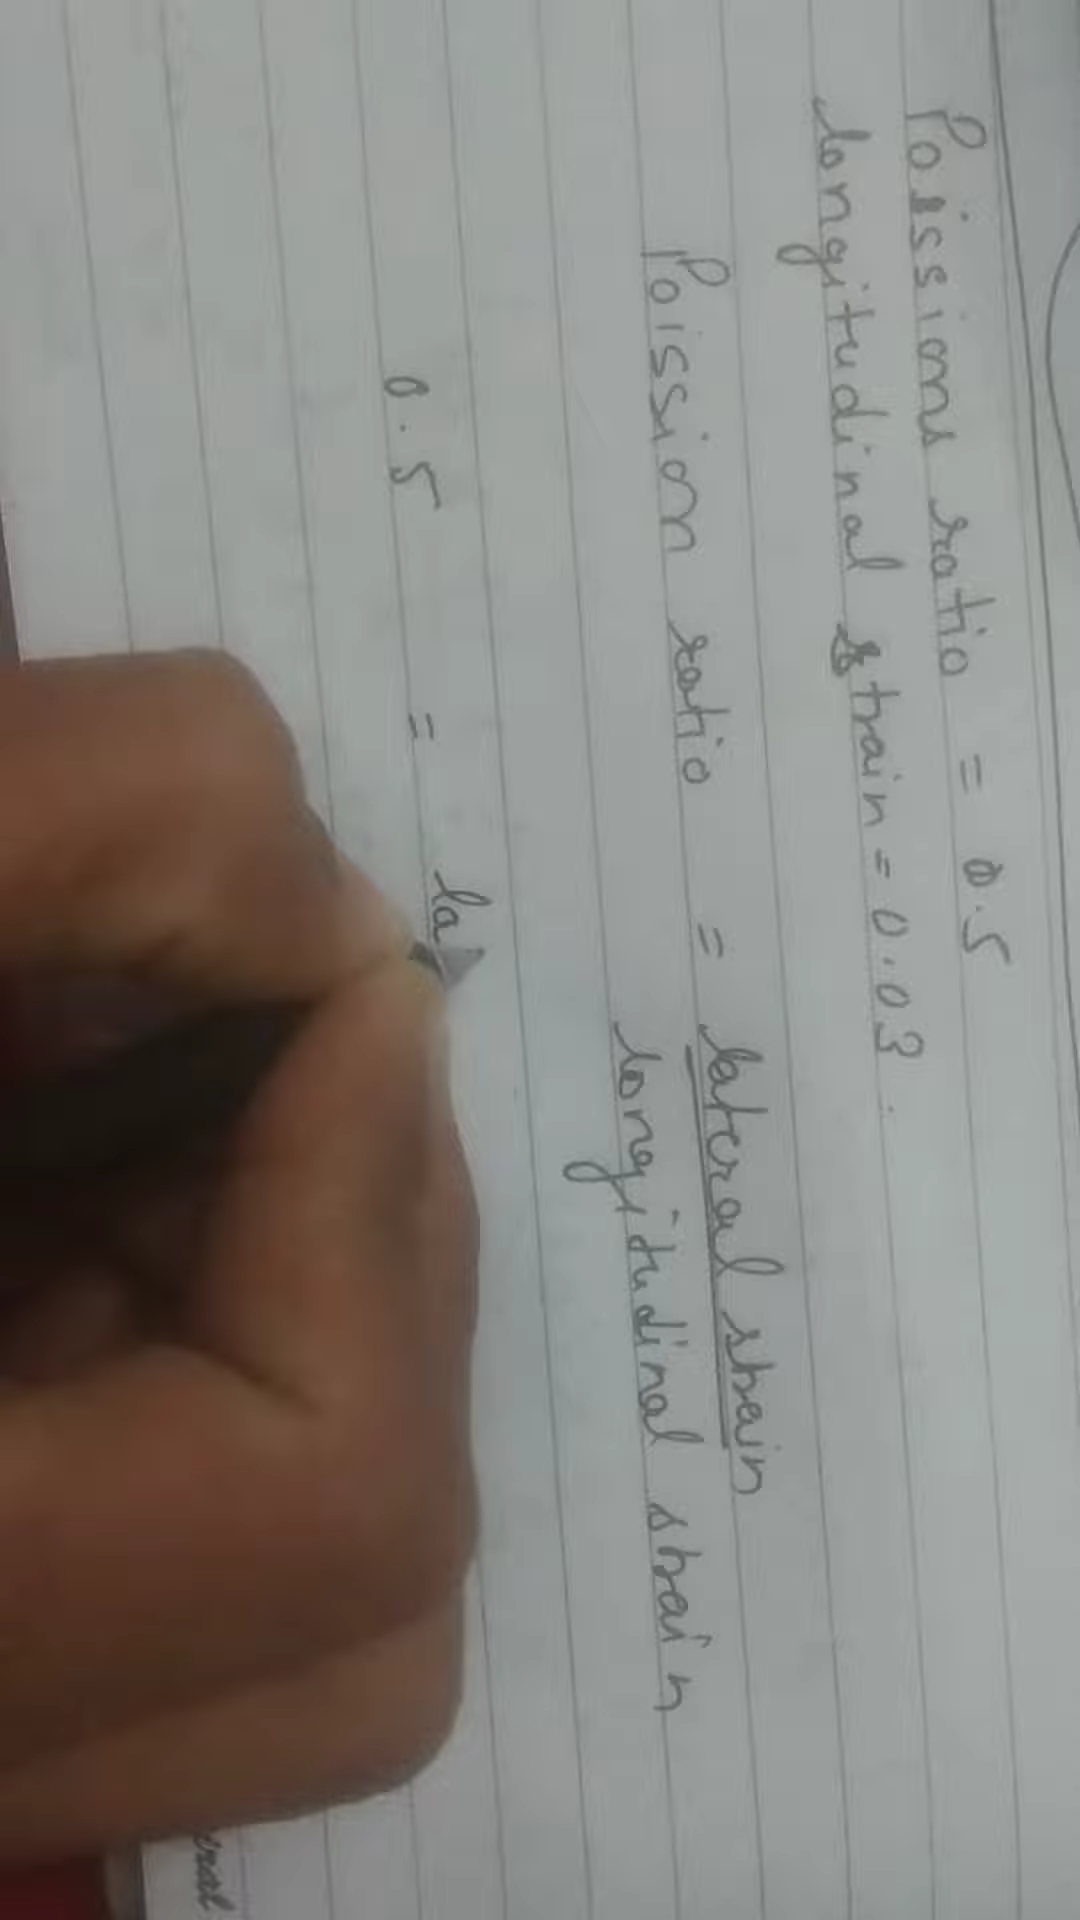 Poissions ratio = 0.5
longitudinal strain = 0.03.
Poission ratio = lateral strain
longitudinal strain
0.5 = la